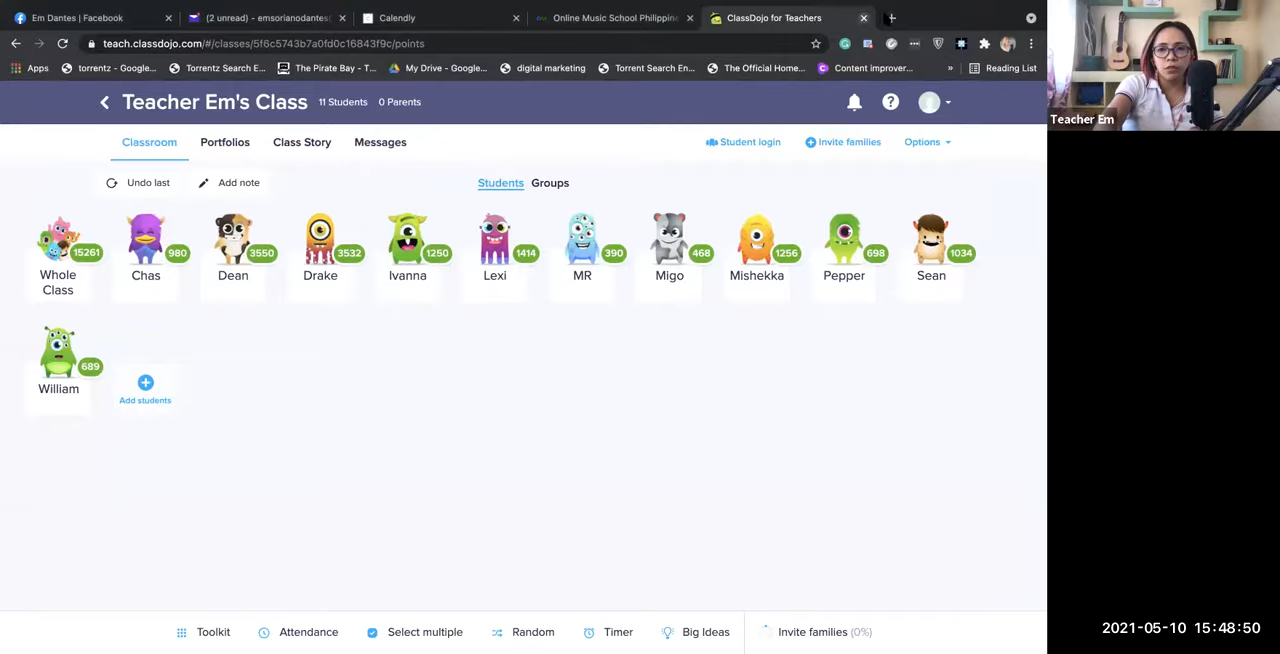 Em Dantes | Facebook
(2 unread) - emsorianodantes(
Calendly
Online Music School Philippine
ClassDojo for Teachers
teach.classdojo.com/#/classes/5f6c5743b7a0fd0c16843f9c/points
Apps
torrentz - Google...
Torrentz Search E...
The Pirate Bay - T...
My Drive - Google...
digital marketing
Torrent Search En...
The Official Home...
Content improver...
»
Reading List
Teacher Em's Class 11 Students 0 Parents
Teacher Em
Classroom Portfolios Class Story Messages
Student login Invite families Options
Undo last Add note
Students Groups
15261 980 3550 3532 1250 1414 390 468 1256 698 1034
Whole Class Chas Dean Drake Ivanna Lexi MR Migo Mishekka Pepper Sean
689
William
Add students
Toolkit Attendance Select multiple Random Timer Big Ideas Invite families (0%)
2021-05-10 15:48:50